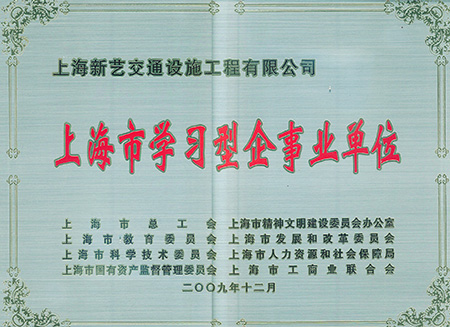 上海新艺交通设施工程有限公司
上海市学习型企事业单位
上海市总工会 上海市精神文明建设委员会办公室
上海市教育委员会 上海市发展和改革委员会
上海市科学技术委员会 上海市人力资源和社会保障局
上海市国有资产监督管理委员会 上海市工商业联合会
二〇〇九年十二月